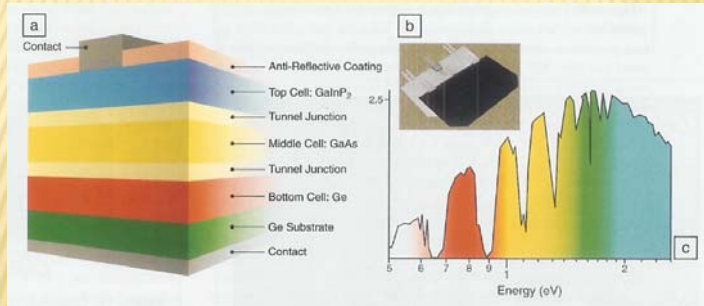 a
Contact
Anti-Reflective Coating
Top Cell: GaInP2
Tunnel Junction
Middle Cell: GaAs
Tunnel Junction
Bottom Cell: Ge
Ge Substrate
Contact
b
2.5
c
5 6 7 8 9 1 2
Energy (eV)